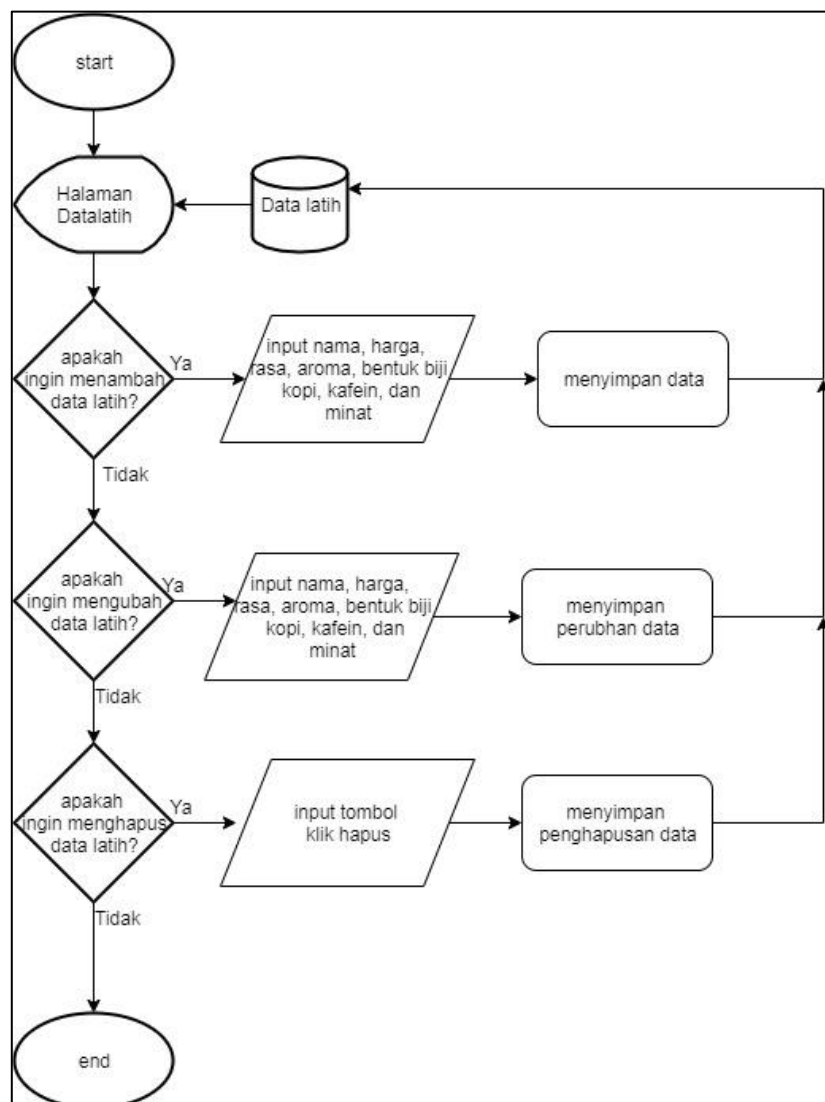 start
Halaman
Datalatih
Data latih
apakah
ingin menambah
data latih?
Ya
input nama, harga,
rasa, aroma, bentuk biji
kopi, kafein, dan
minat
menyimpan data
Tidak
apakah
ingin mengubah
data latih?
Ya
input nama, harga,
rasa, aroma, bentuk biji
kopi, kafein, dan
minat
menyimpan
perubhan data
Tidak
apakah
ingin menghapus
data latih?
Ya
input tombol
klik hapus
menyimpan
penghapusan data
Tidak
end